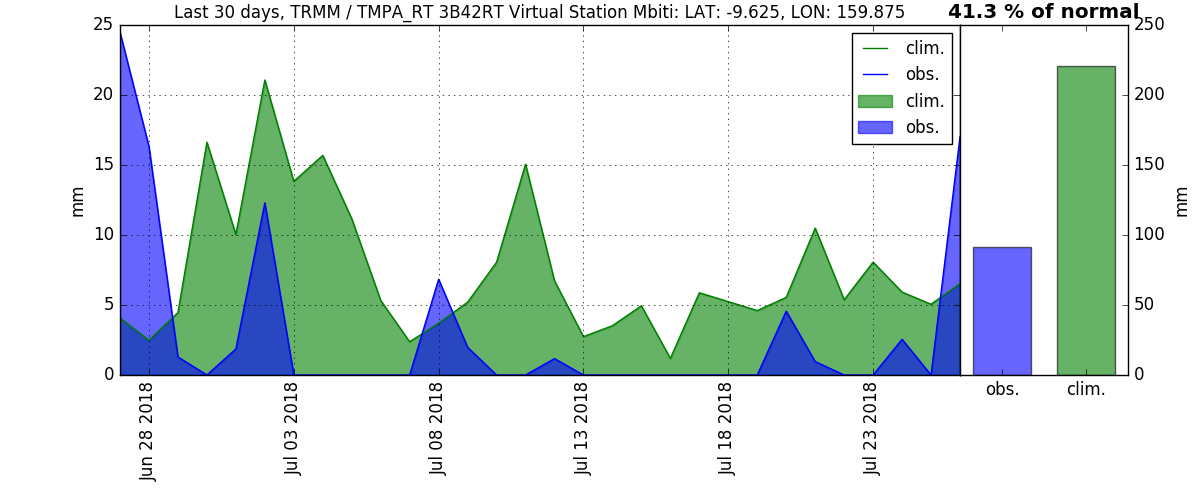 Last 30 days, TRMM / TMPA_RT 3B42RT Virtual Station Mbiti: LAT: -9.625, LON: 159.875
41.3 % of normal
25
20
15
10
5
0
mm
clim.
obs.
clim.
obs.
250
200
150
100
50
0
mm
Jun 28 2018
Jul 03 2018
Jul 08 2018
Jul 13 2018
Jul 18 2018
Jul 23 2018
obs.
clim.